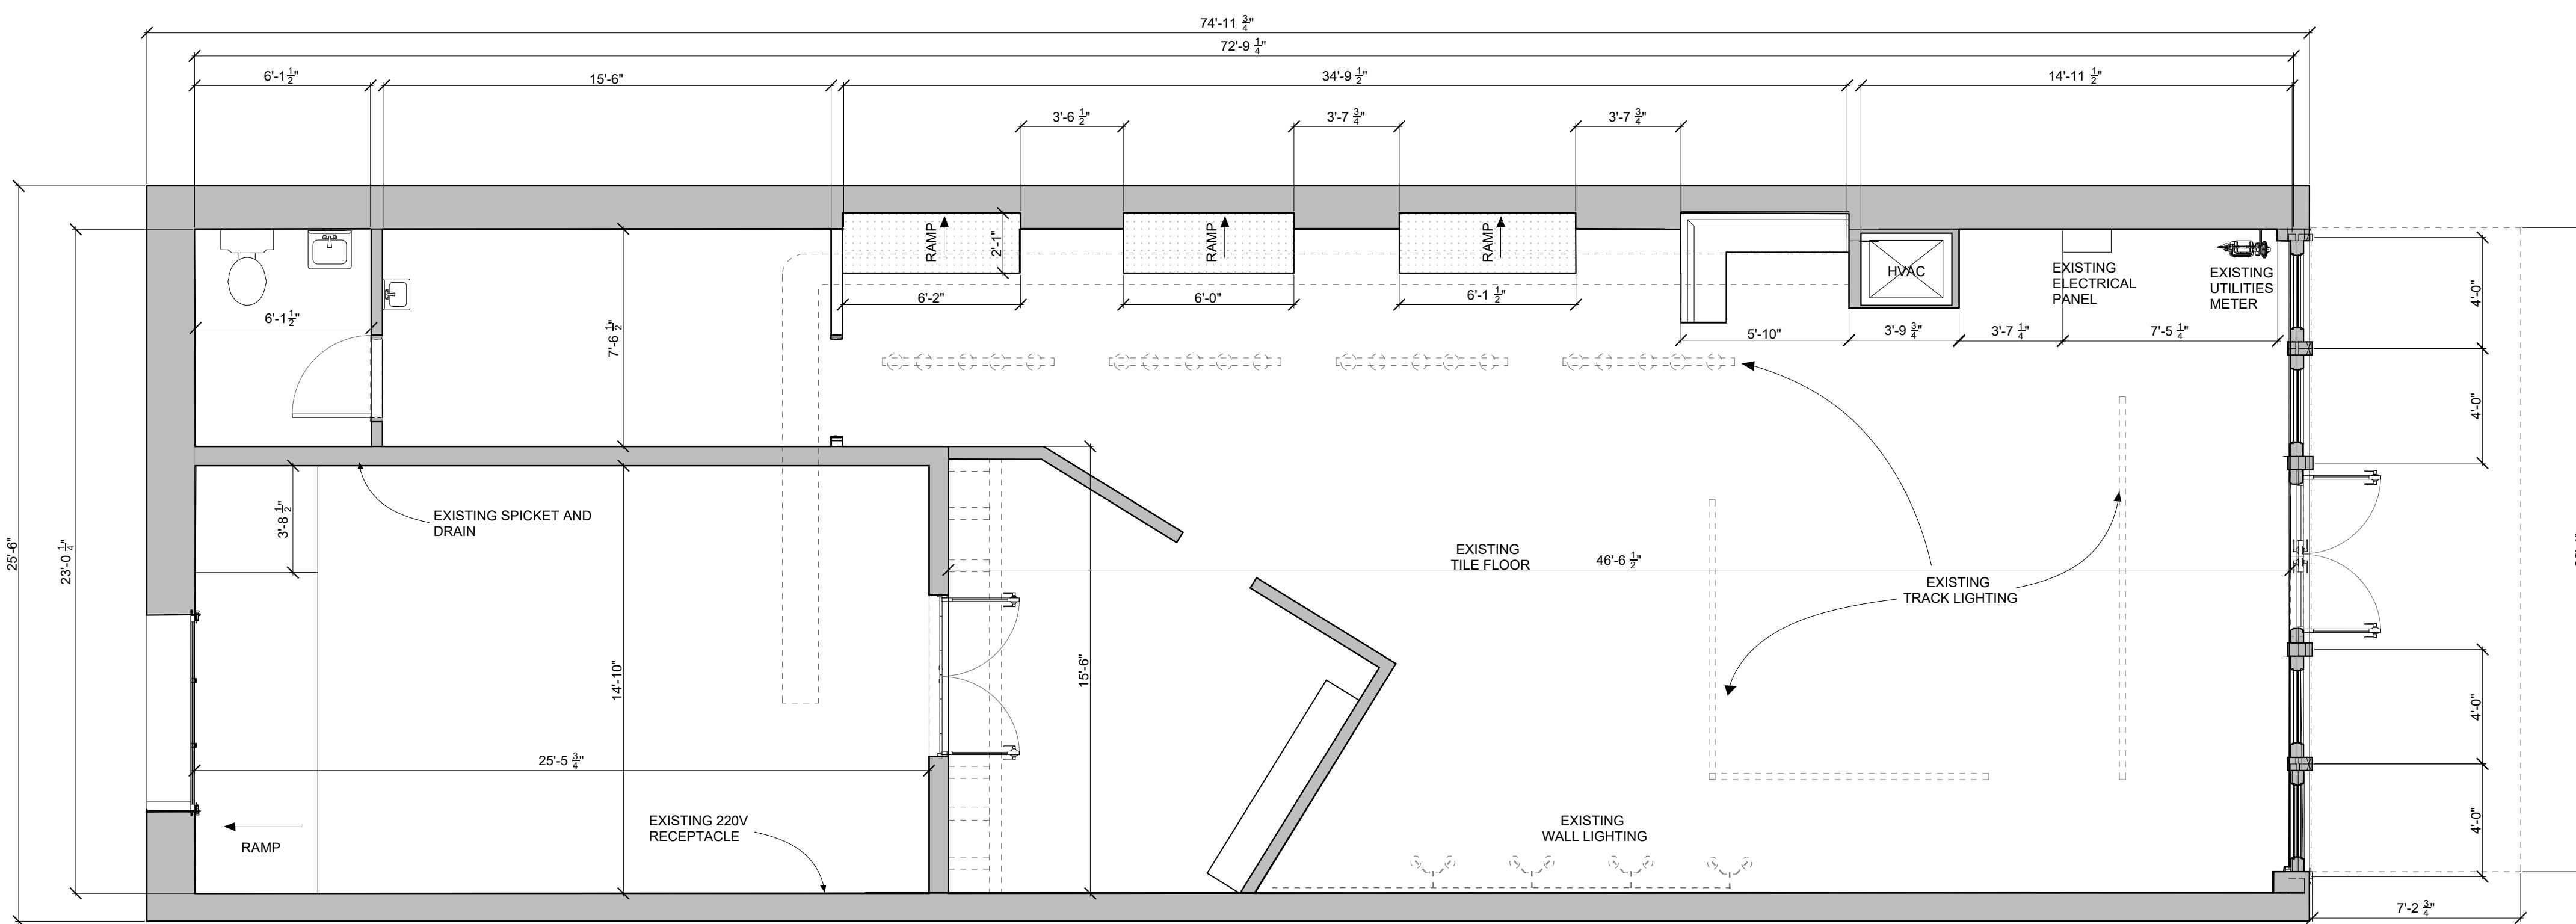 74'-11 3/4"
72'-9 1/4"
6'-1 1/2"
15'-6"
34'-9 1/2"
14'-11 1/2"
3'-6 1/2"
3'-7 3/4"
3'-7 3/4"
RAMP
2'-1"
RAMP
RAMP
HVAC
EXISTING
ELECTRICAL
PANEL
EXISTING
UTILITIES
METER
6'-2"
6'-0"
6'-1 1/2"
4'-0"
6'-1 1/2"
7'-6 1/2"
5'-10"
3'-9 3/4"
3'-7 1/4"
7'-5 1/4"
4'-0"
3'-8 1/2"
EXISTING SPICKET AND
DRAIN
25'-6"
23'-0 1/4"
EXISTING
TILE FLOOR
46'-6 1/2"
EXISTING
TRACK LIGHTING
14'-10"
15'-6"
4'-0"
25'-5 3/4"
RAMP
EXISTING 220V
RECEPTACLE
EXISTING
WALL LIGHTING
4'-0"
7'-2 3/4"